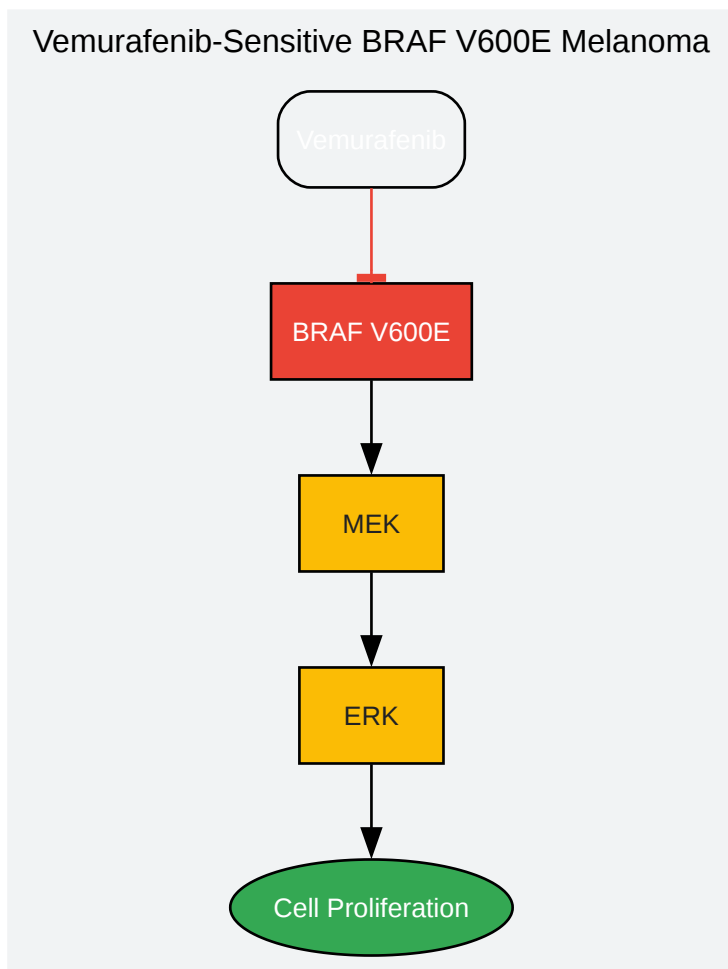 Vemurafenib-Sensitive BRAF V600E Melanoma
Vemurafenib
BRAF V600E
MEK
ERK
Cell Proliferation